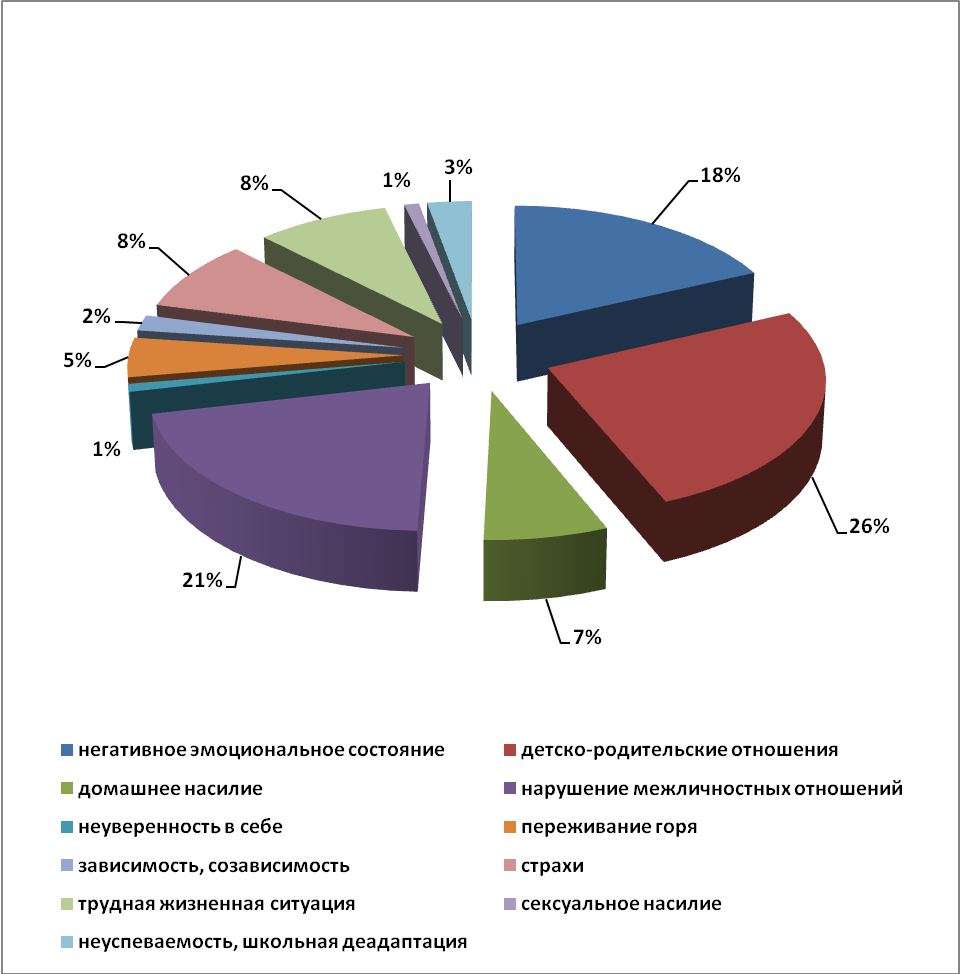 3%
1%
18%
8%
8%
2%
5%
1%
26%
21%
7%
негативное эмоциональное состояние
детско-родительские отношения
домашнее насилие
нарушение межличностных отношений
неуверенность в себе
переживание горя
зависимость, созависимость
страхи
трудная жизненная ситуация
сексуальное насилие
неуспеваемость, школьная деадаптация